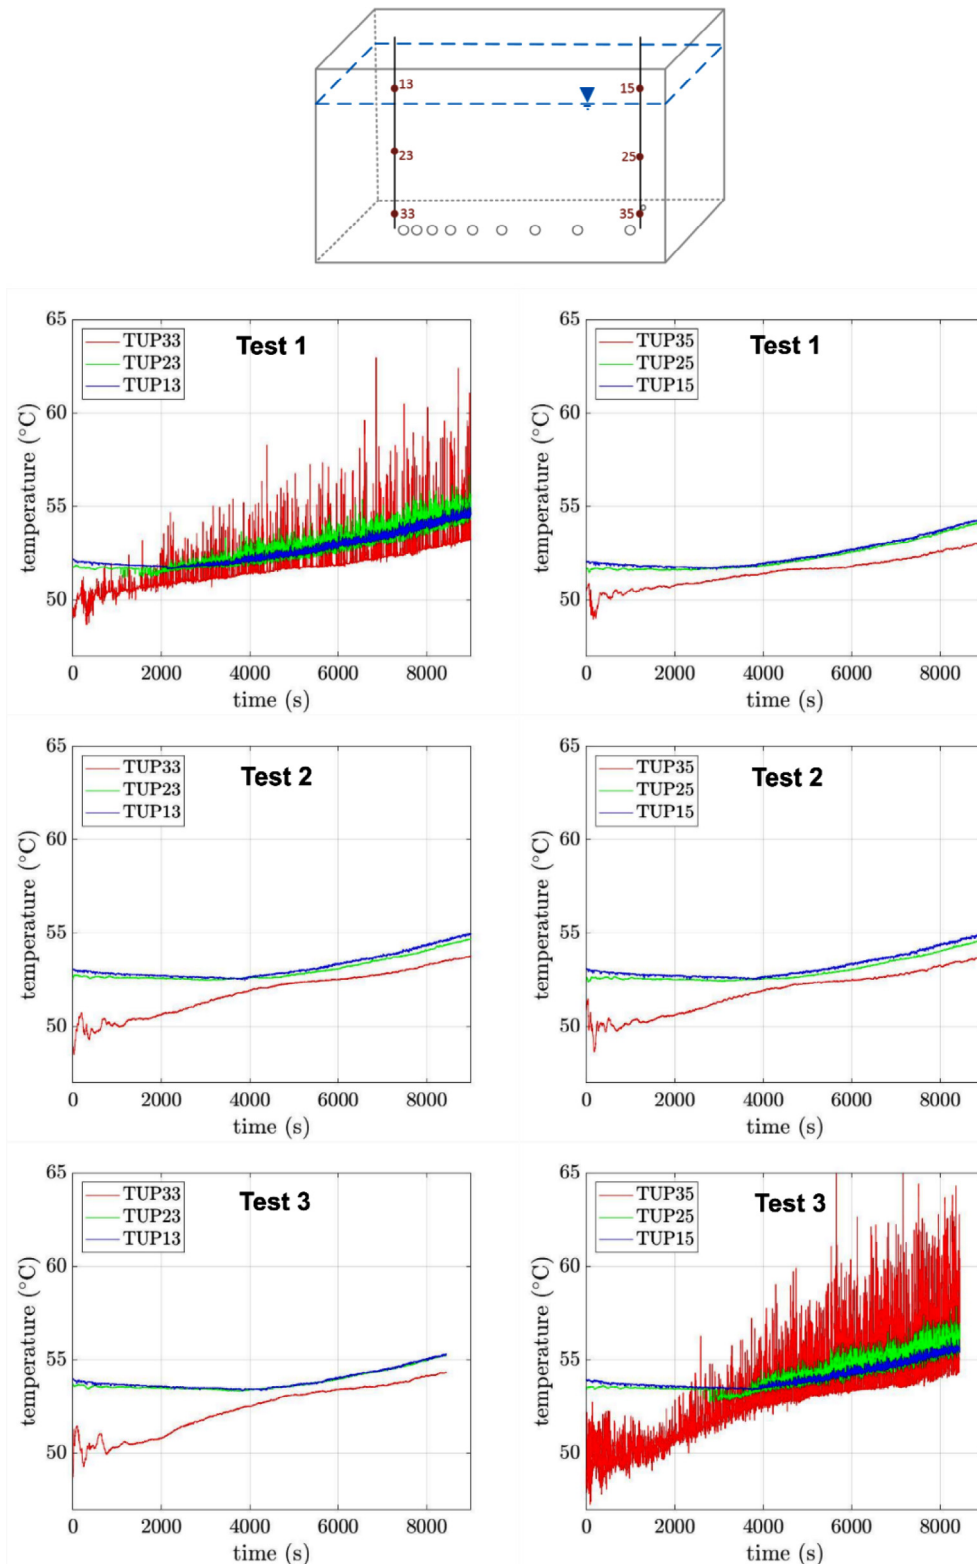 13
15
23
25
33
35
65
60
55
50
temperature (°C)
TUP33
TUP23
TUP13
Test 1
0 2000 4000 6000 8000
time (s)
65
60
55
50
temperature (°C)
TUP35
TUP25
TUP15
Test 1
0 2000 4000 6000 8000
time (s)
65
60
55
50
temperature (°C)
TUP33
TUP23
TUP13
Test 2
0 2000 4000 6000 8000
time (s)
65
60
55
50
temperature (°C)
TUP35
TUP25
TUP15
Test 2
0 2000 4000 6000 8000
time (s)
65
60
55
50
temperature (°C)
TUP33
TUP23
TUP13
Test 3
0 2000 4000 6000 8000
time (s)
65
60
55
50
temperature (°C)
TUP35
TUP25
TUP15
Test 3
0 2000 4000 6000 8000
time (s)